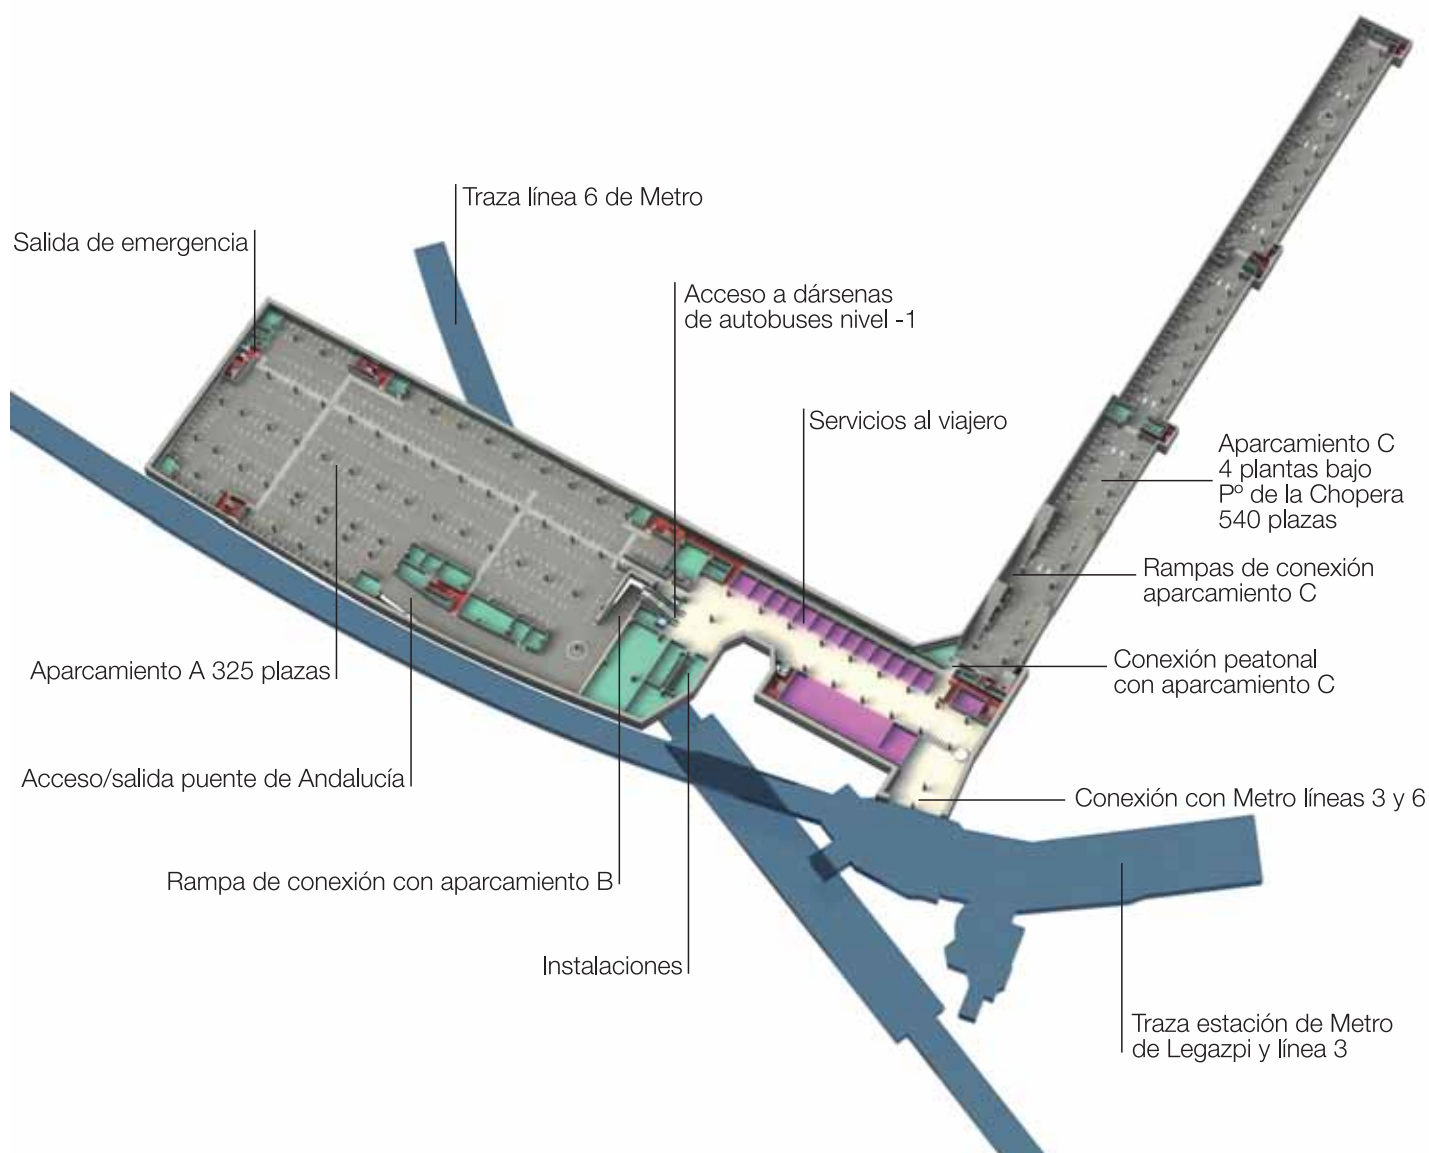 Traza línea 6 de Metro
Salida de emergencia
Acceso a dársenas
de autobuses nivel -1
Servicios al viajero
Aparcamiento C
4 plantas bajo
Pº de la Chopera
540 plazas
Rampas de conexión
aparcamiento C
Conexión peatonal
con aparcamiento C
Aparcamiento A 325 plazas
Acceso/salida puente de Andalucía
Conexión con Metro líneas 3 y 6
Rampa de conexión con aparcamiento B
Instalaciones
Traza estación de Metro
de Legazpi y línea 3